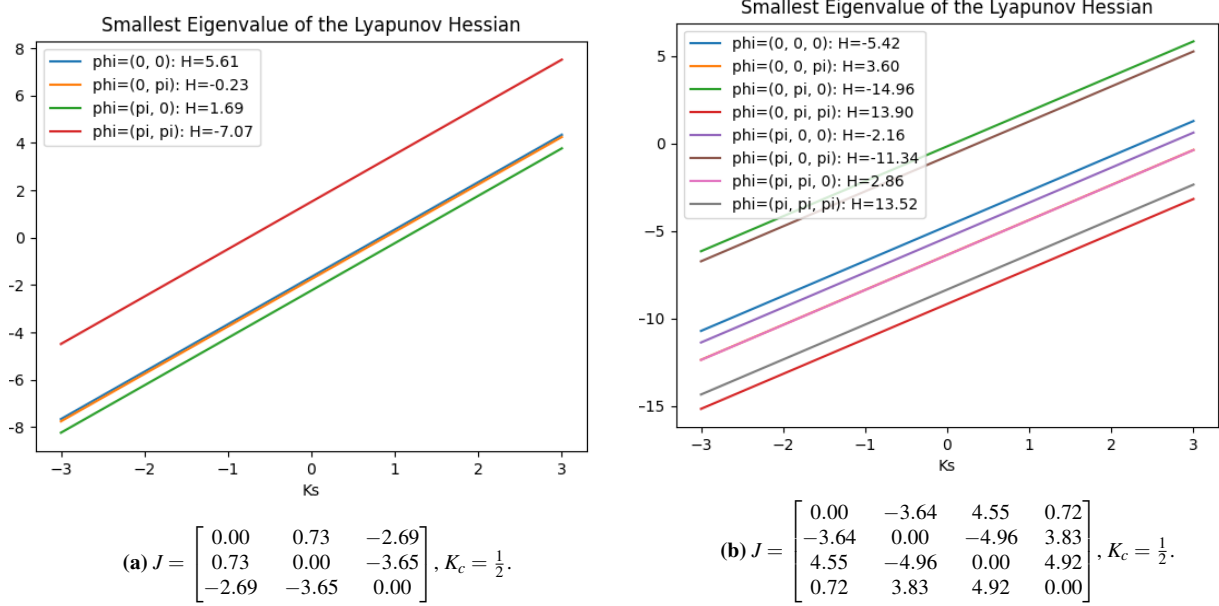 Smallest Eigenvalue of the Lyapunov Hessian
8
6
4
2
0
−2
−4
−6
−8
phi=(0, 0): H=5.61
phi=(0, pi): H=-0.23
phi=(pi, 0): H=1.69
phi=(pi, pi): H=-7.07
−3 −2 −1 0 1 2 3
Ks
(a) J = [ 0.00 0.73 −2.69
0.73 0.00 −3.65
−2.69 −3.65 0.00 ], K_c = 1/2.
Smallest Eigenvalue of the Lyapunov Hessian
5
0
−5
−10
−15
phi=(0, 0, 0): H=-5.42
phi=(0, 0, pi): H=3.60
phi=(0, pi, 0): H=-14.96
phi=(0, pi, pi): H=13.90
phi=(pi, 0, 0): H=-2.16
phi=(pi, 0, pi): H=-11.34
phi=(pi, pi, 0): H=2.86
phi=(pi, pi, pi): H=13.52
−3 −2 −1 0 1 2 3
Ks
(b) J = [ 0.00 −3.64 4.55 0.72
−3.64 0.00 −4.96 3.83
4.55 −4.96 0.00 4.92
0.72 3.83 4.92 0.00 ], K_c = 1/2.